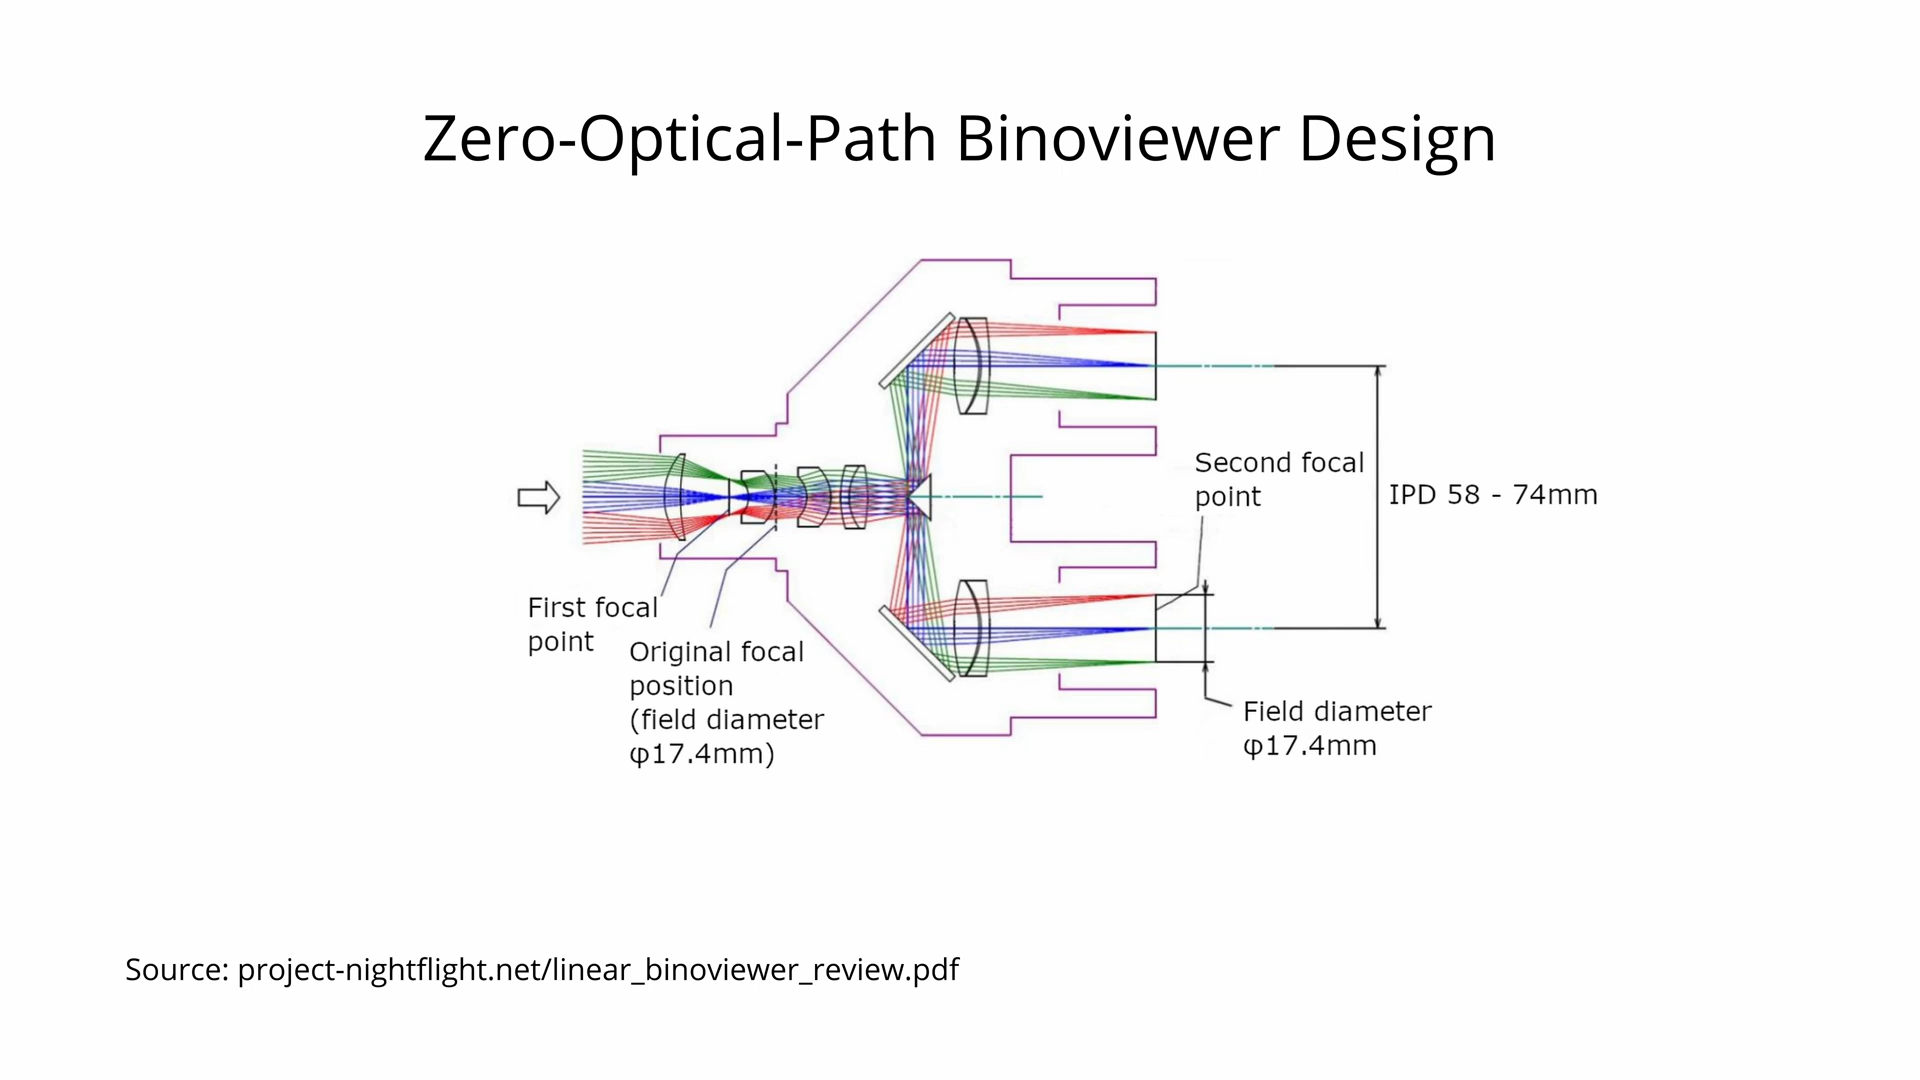 Zero-Optical-Path Binoviewer Design
Second focal
point
IPD 58 - 74mm
First focal
point
Original focal
position
(field diameter
φ17.4mm)
Field diameter
φ17.4mm
Source: project-nightflight.net/linear_binoviewer_review.pdf